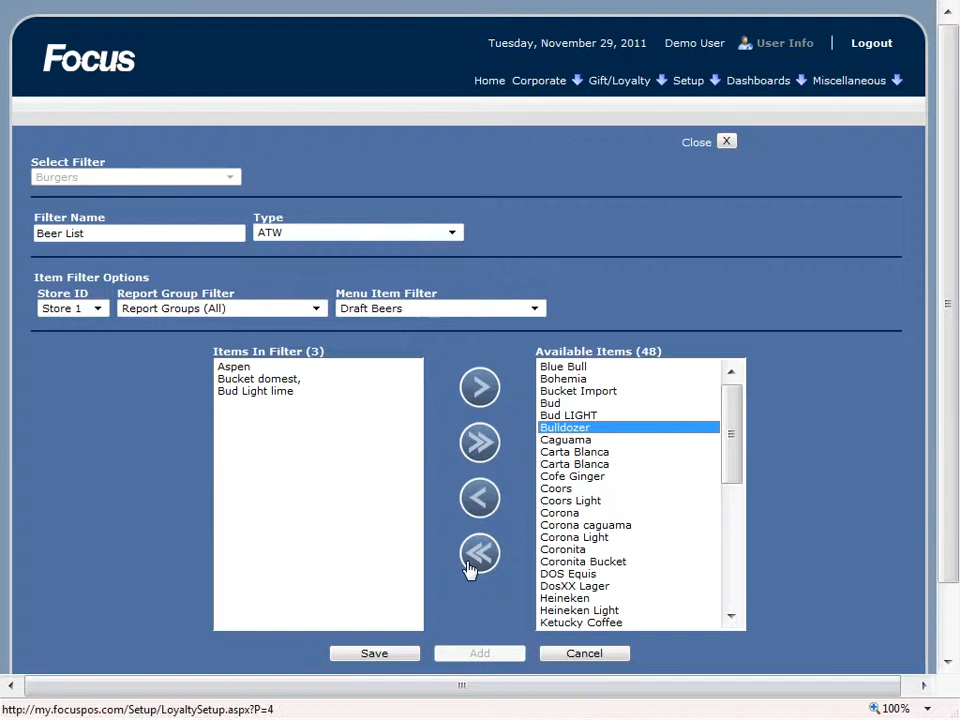 Focus
Tuesday, November 29, 2011 Demo User User Info | Logout
Home Corporate Gift/Loyalty Setup Dashboards Miscellaneous
Close X
Select Filter
Burgers
Filter Name Type
Beer List ATW
Item Filter Options
Store ID Report Group Filter Menu Item Filter
Store 1 Report Groups (All) Draft Beers
Items In Filter (3)
Aspen
Bucket domest,
Bud Light lime
Available Items (48)
Blue Bull
Bohemia
Bucket Import
Bud
Bud LIGHT
Bulldozer
Caguama
Carta Blanca
Carta Blanca
Cofe Ginger
Coors
Coors Light
Corona
Corona caguama
Corona Light
Coronita
Coronita Bucket
DOS Equis
DosXX Lager
Heineken
Heineken Light
Ketucky Coffee
Save Add Cancel
http://my.focuspos.com/Setup/LoyaltySetup.aspx?P=4 100%